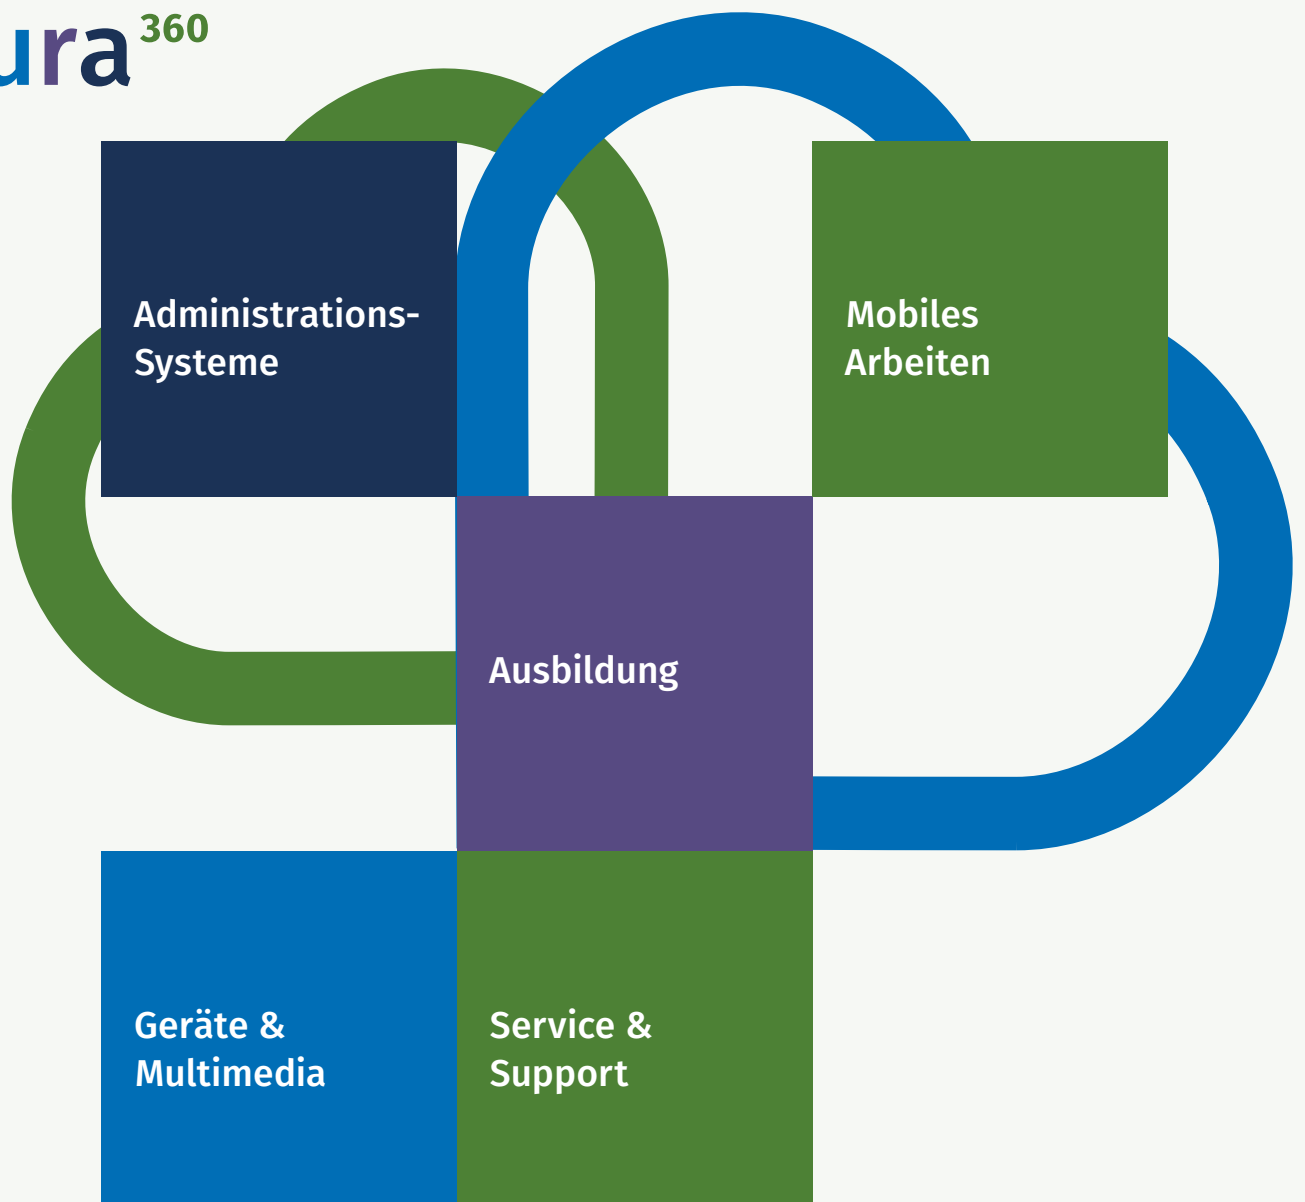 ura360
Administrations-
Systeme
Mobiles
Arbeiten
Ausbildung
Geräte &
Multimedia
Service &
Support